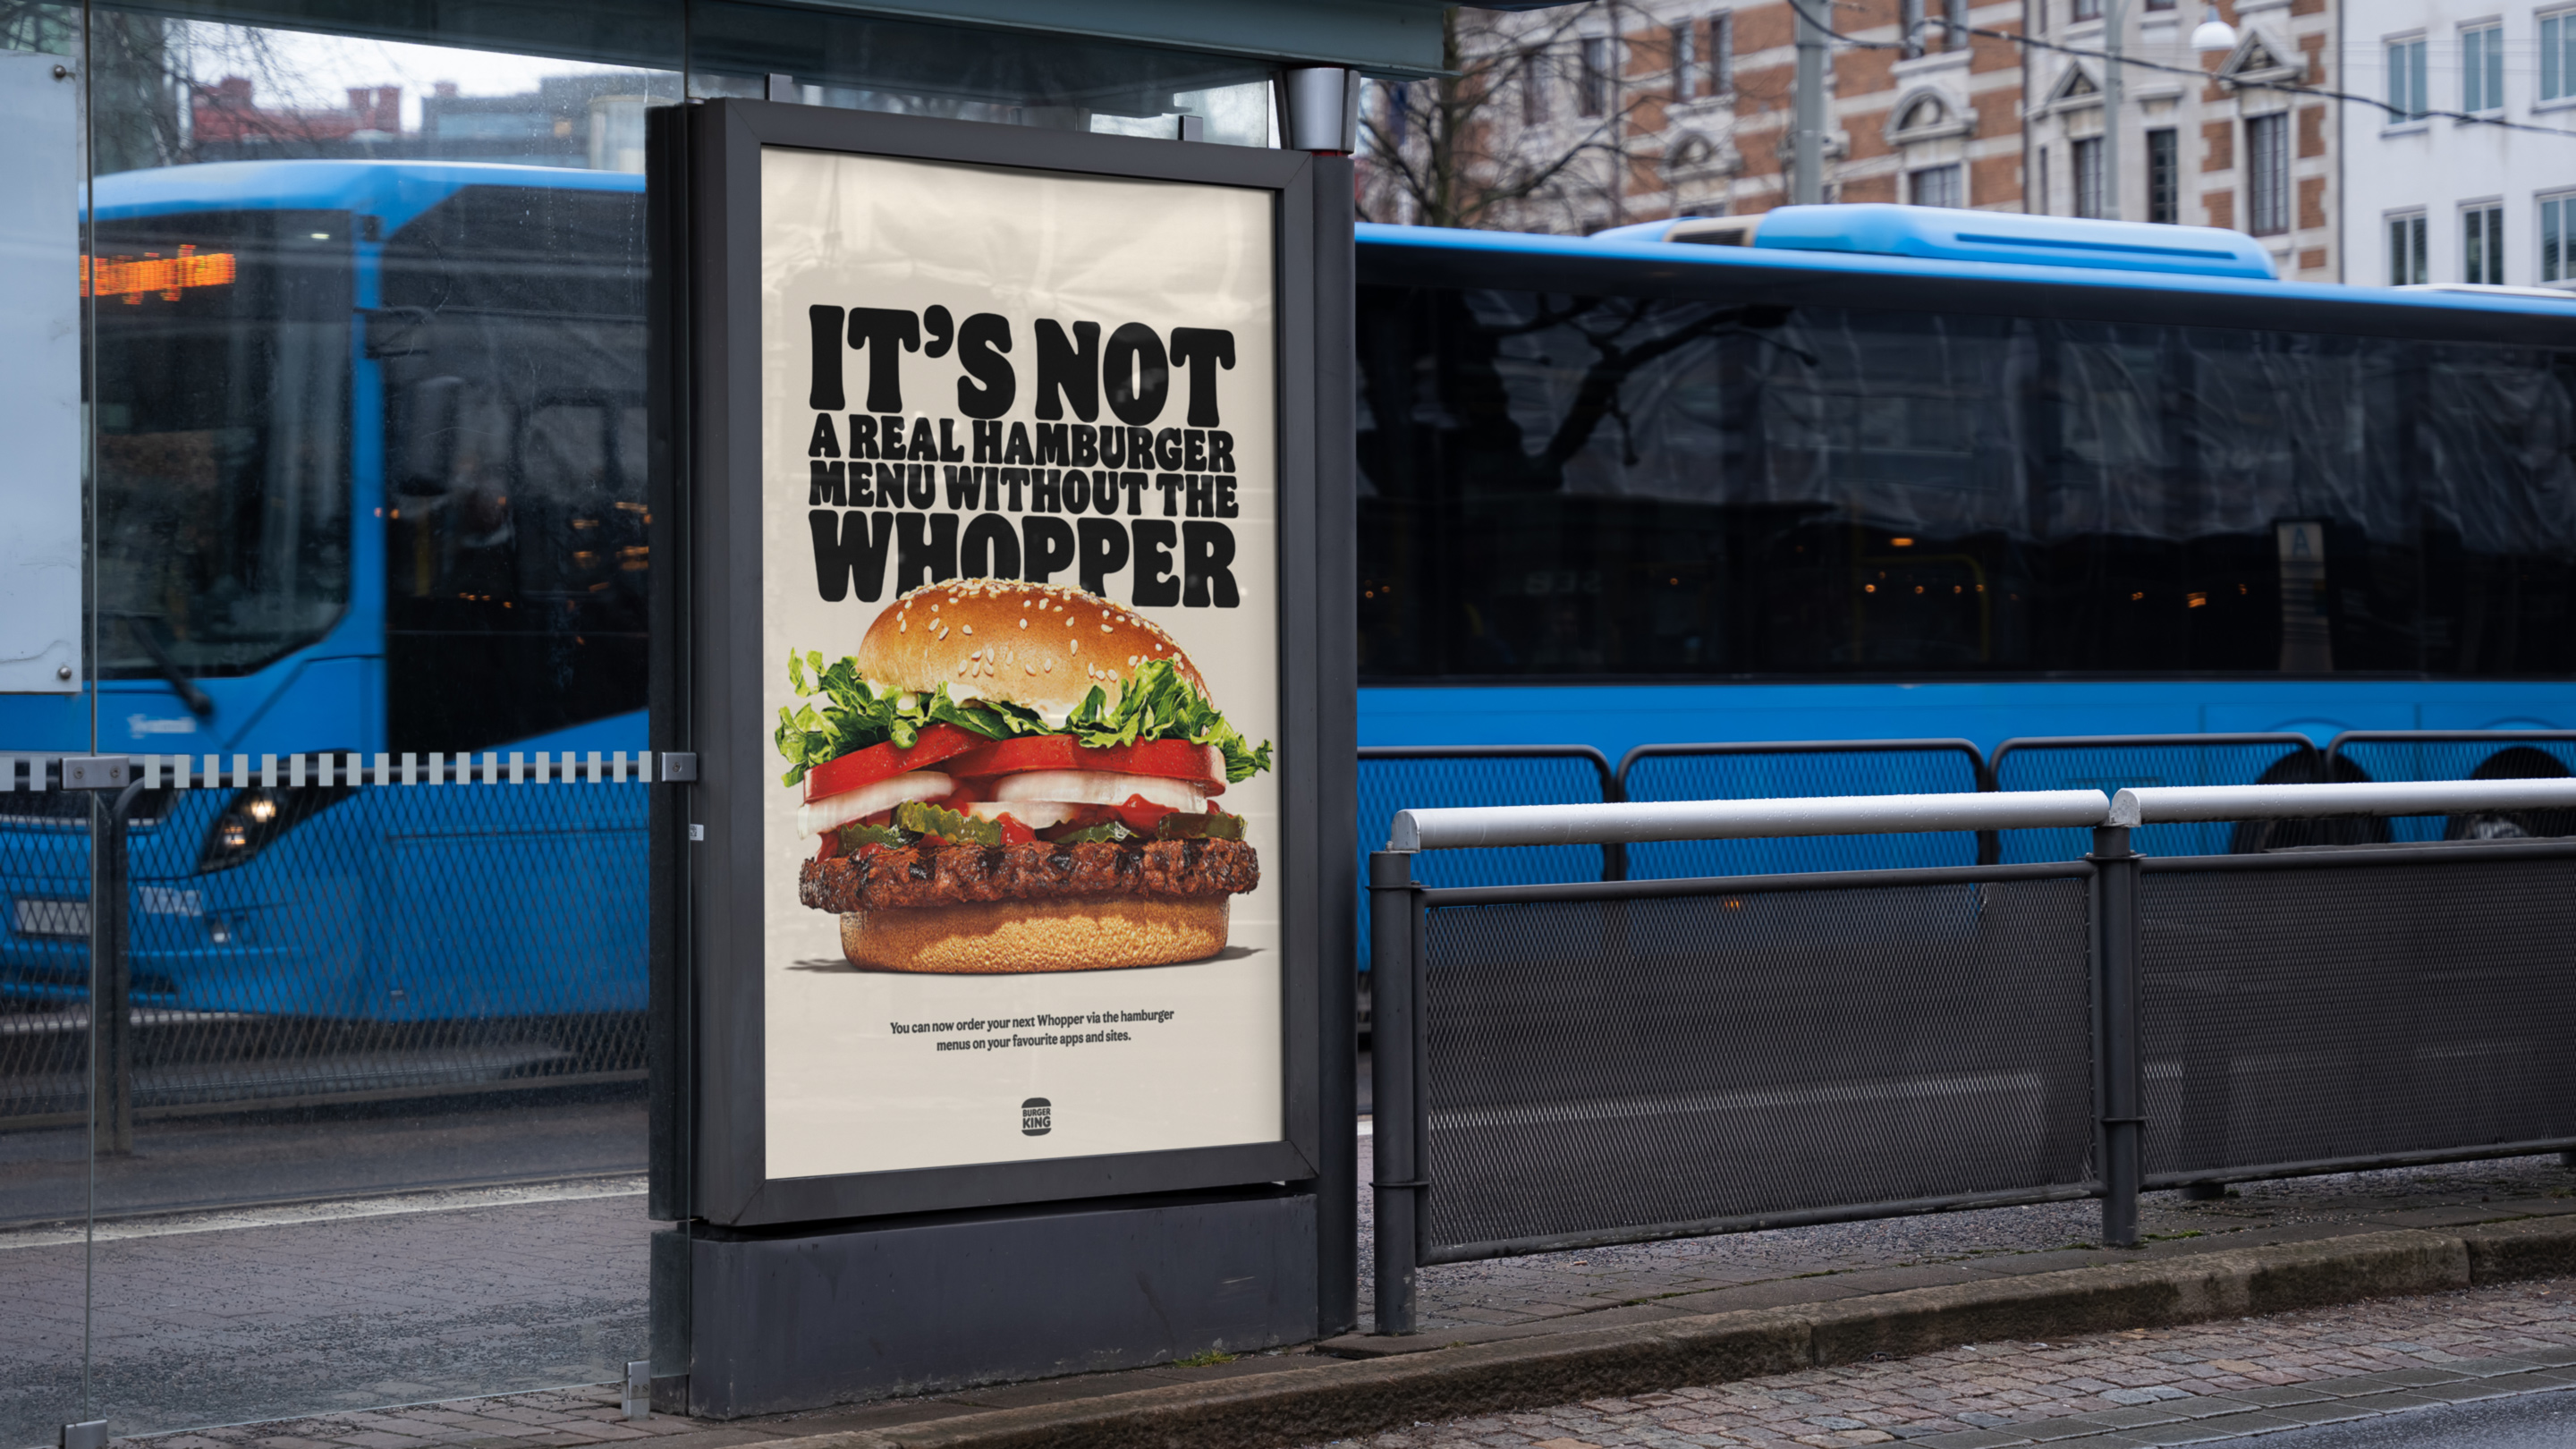 IT'S NOT
A REAL HAMBURGER
MENU WITHOUT THE
WHOPPER
You can now order your next Whopper via the hamburger
menus on your favourite apps and sites.
BURGER
KING
A